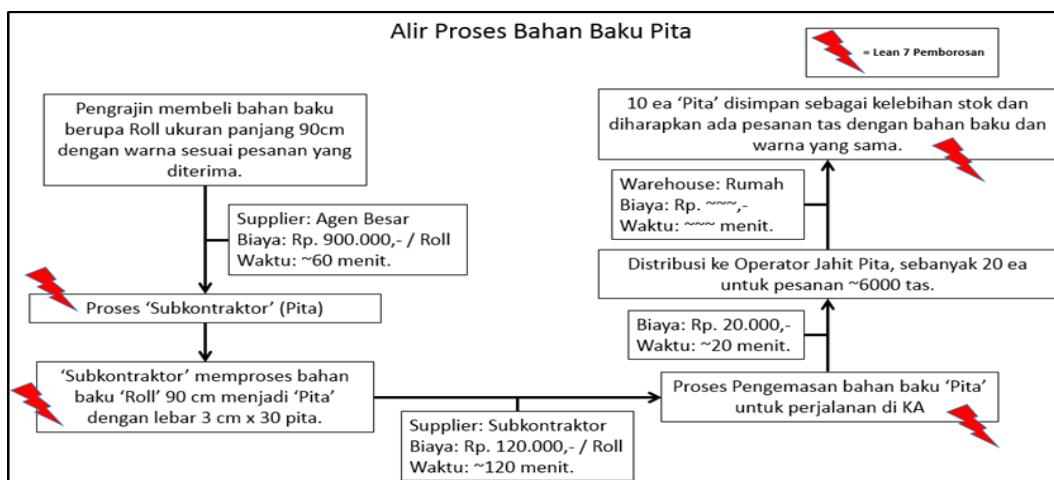 Alir Proses Bahan Baku Pita
= Lean 7 Pemborosan
Pengrajin membeli bahan baku
berupa Roll ukuran panjang 90cm
dengan warna sesuai pesanan yang
diterima.
Supplier: Agen Besar
Biaya: Rp. 900.000,- / Roll
Waktu: ~60 menit.
Proses ‘Subkontraktor’ (Pita)
‘Subkontraktor’ memproses bahan
baku ‘Roll’ 90 cm menjadi ‘Pita’
dengan lebar 3 cm x 30 pita.
Supplier: Subkontraktor
Biaya: Rp. 120.000,- / Roll
Waktu: ~120 menit.
Proses Pengemasan bahan baku ‘Pita’
untuk perjalanan di KA
Biaya: Rp. 20.000,-
Waktu: ~20 menit.
Distribusi ke Operator Jahit Pita, sebanyak 20 ea
untuk pesanan ~6000 tas.
Warehouse: Rumah
Biaya: Rp. ~~~,-
Waktu: ~~~ menit.
10 ea ‘Pita’ disimpan sebagai kelebihan stok dan
diharapkan ada pesanan tas dengan bahan baku dan
warna yang sama.